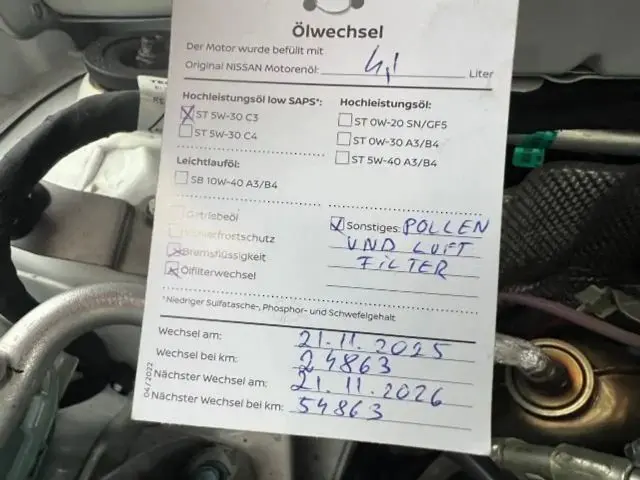 Ölwechsel
Der Motor wurde befüllt mit
Original NISSAN Motorenöl: Liter
Hochleistungsöl low SAPS*:
ST 5W-30 C3
ST 5W-30 C4
Leichtlauföl:
SB 10W-40 A3/B4
Hochleistungsöl:
ST 0W-20 SN/GF5
ST 0W-30 A3/B4
ST 5W-40 A3/B4
Getriebeöl
Kühlerfrostschutz
Bremsflüssigkeit
Ölfilterwechsel
Sonstiges: POLLEN
UND LUFT
FILTER
*Niedriger Sulfatasche-, Phosphor- und Schwefelgehalt
Wechsel am: 21.11.2025
Wechsel bei km: 24863
Nächster Wechsel am: 21.11.2026
Nächster Wechsel bei km: 54863
04/2022